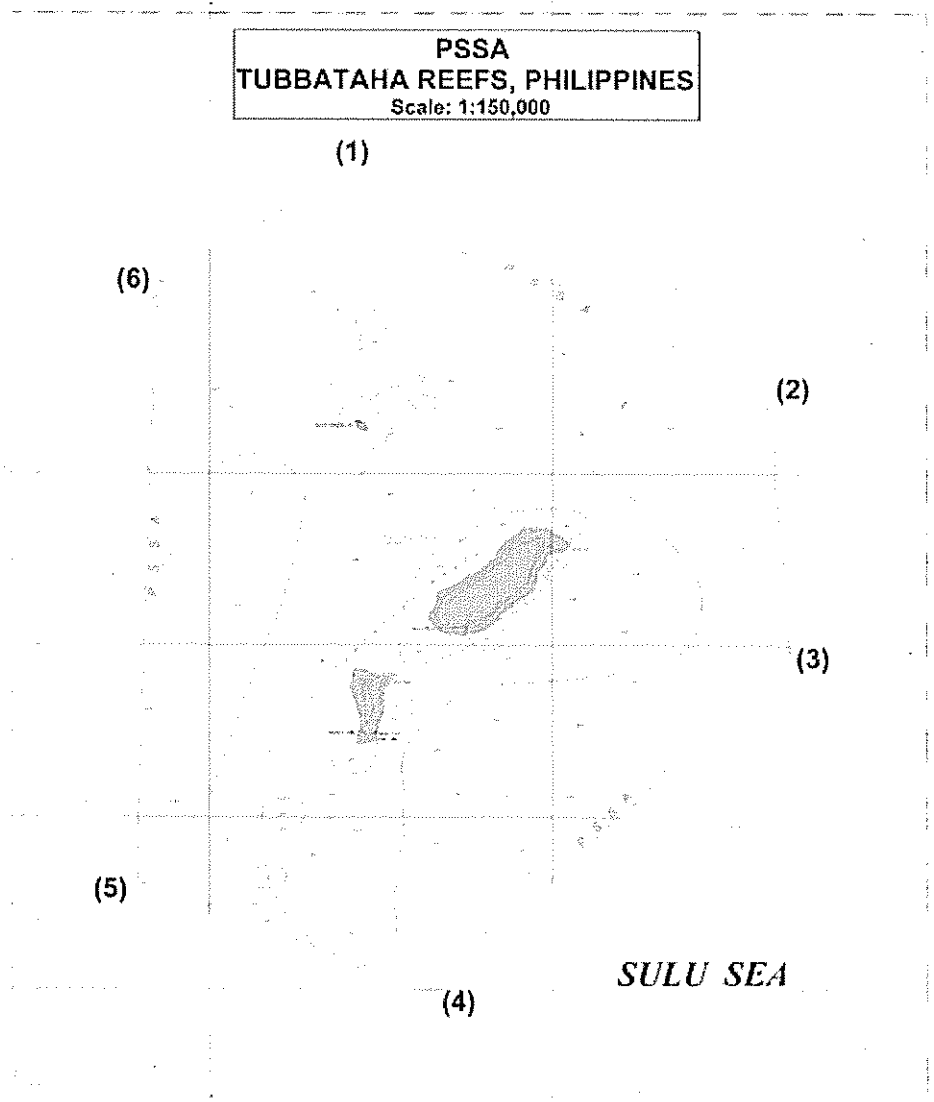 PSSA
TUBBATAHA REEFS, PHILIPPINES
Scale: 1:150,000
(1)
(6)
(2)
P S S A
(3)
P S S A
(5)
SULU SEA
(4)